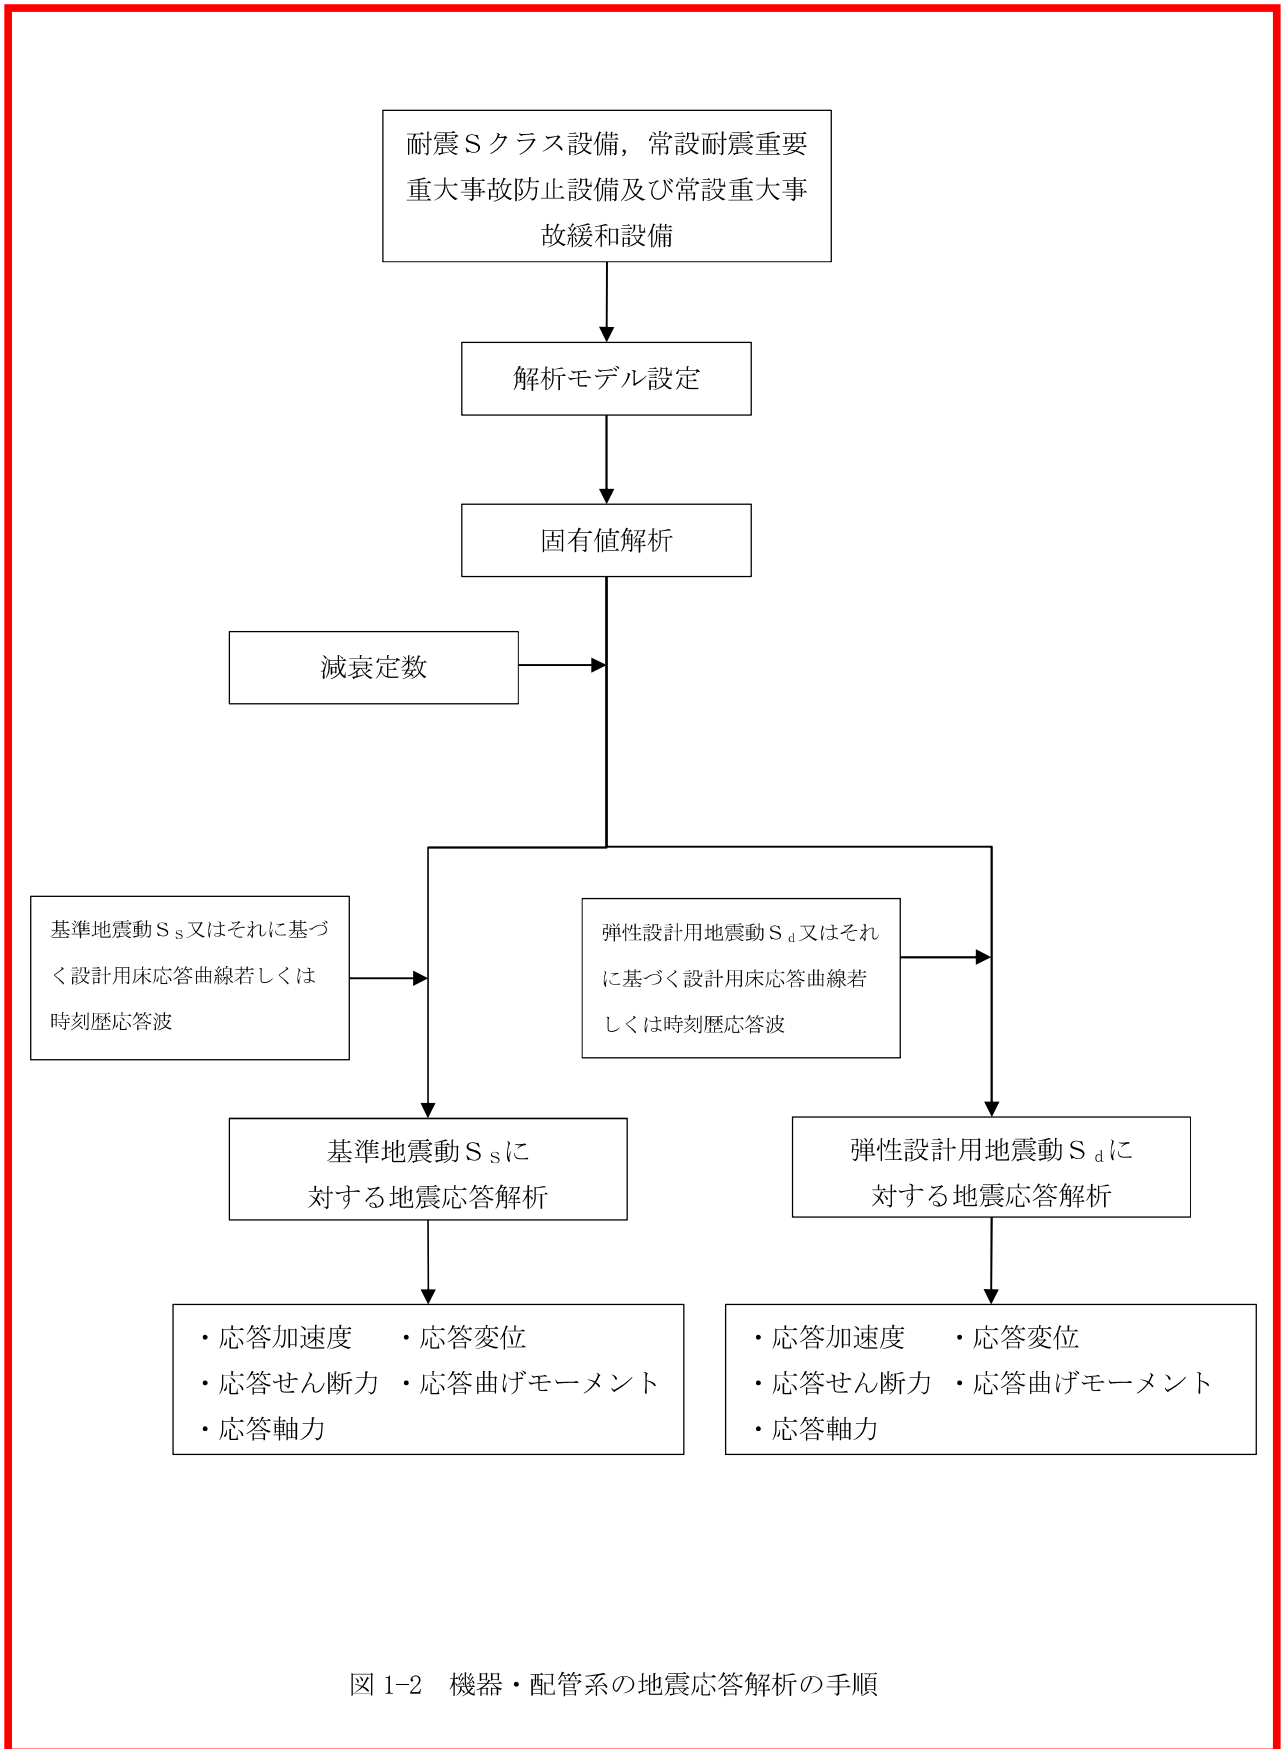 耐震Ｓクラス設備，常設耐震重要
重大事故防止設備及び常設重大事
故緩和設備
解析モデル設定
固有値解析
減衰定数
基準地震動Ｓs又はそれに基づ
く設計用床応答曲線若しくは
時刻歴応答波
弾性設計用地震動Ｓd又はそれ
に基づく設計用床応答曲線若
しくは時刻歴応答波
基準地震動Ｓsに
対する地震応答解析
弾性設計用地震動Ｓdに
対する地震応答解析
・応答加速度　・応答変位
・応答せん断力　・応答曲げモーメント
・応答軸力
・応答加速度　・応答変位
・応答せん断力　・応答曲げモーメント
・応答軸力
図 1-2　機器・配管系の地震応答解析の手順